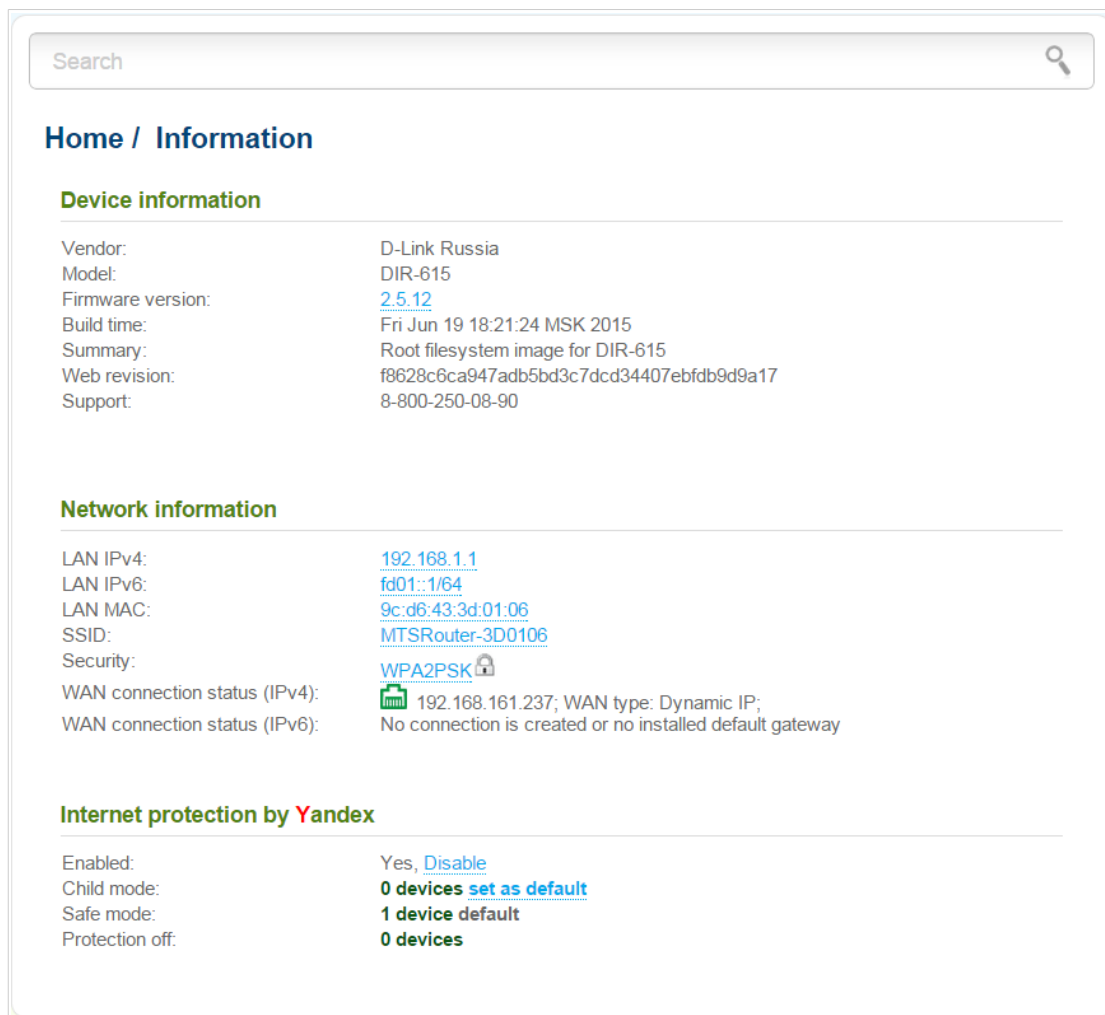 Search
Home / Information
Device information
Vendor: D-Link Russia
Model: DIR-615
Firmware version: 2.5.12
Build time: Fri Jun 19 18:21:24 MSK 2015
Summary: Root filesystem image for DIR-615
Web revision: f8628c6ca947adb5bd3c7dcd34407ebfdb9d9a17
Support: 8-800-250-08-90
Network information
LAN IPv4: 192.168.1.1
LAN IPv6: fd01::1/64
LAN MAC: 9c:d6:43:3d:01:06
SSID: MTSRouter-3D0106
Security: WPA2PSK
WAN connection status (IPv4): 192.168.161.237; WAN type: Dynamic IP;
WAN connection status (IPv6): No connection is created or no installed default gateway
Internet protection by Yandex
Enabled: Yes, Disable
Child mode: 0 devices set as default
Safe mode: 1 device default
Protection off: 0 devices